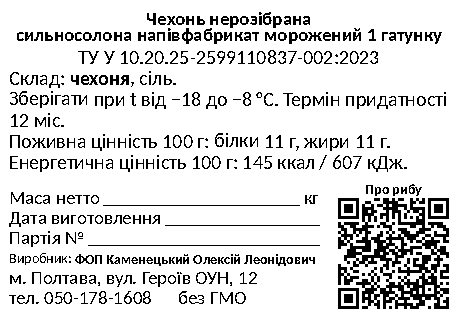 Чехонь нерозібрана
сильносолона напівфабрикат морожений 1 гатунку
ТУ У 10.20.25-2599110837-002:2023
Склад: чехоня, сіль.
Зберігати при t від −18 до −8 °С. Термін придатності
12 міс.
Поживна цінність 100 г: білки 11 г, жири 11 г.
Енергетична цінність 100 г: 145 ккал / 607 кДж.
Маса нетто ____________________ кг
Про рибу
Дата виготовлення ________________
Партія № ________________________
Виробник: ФОП Каменецький Олексій Леонідович
м. Полтава, вул. Героїв ОУН, 12
тел. 050-178-1608 без ГМО